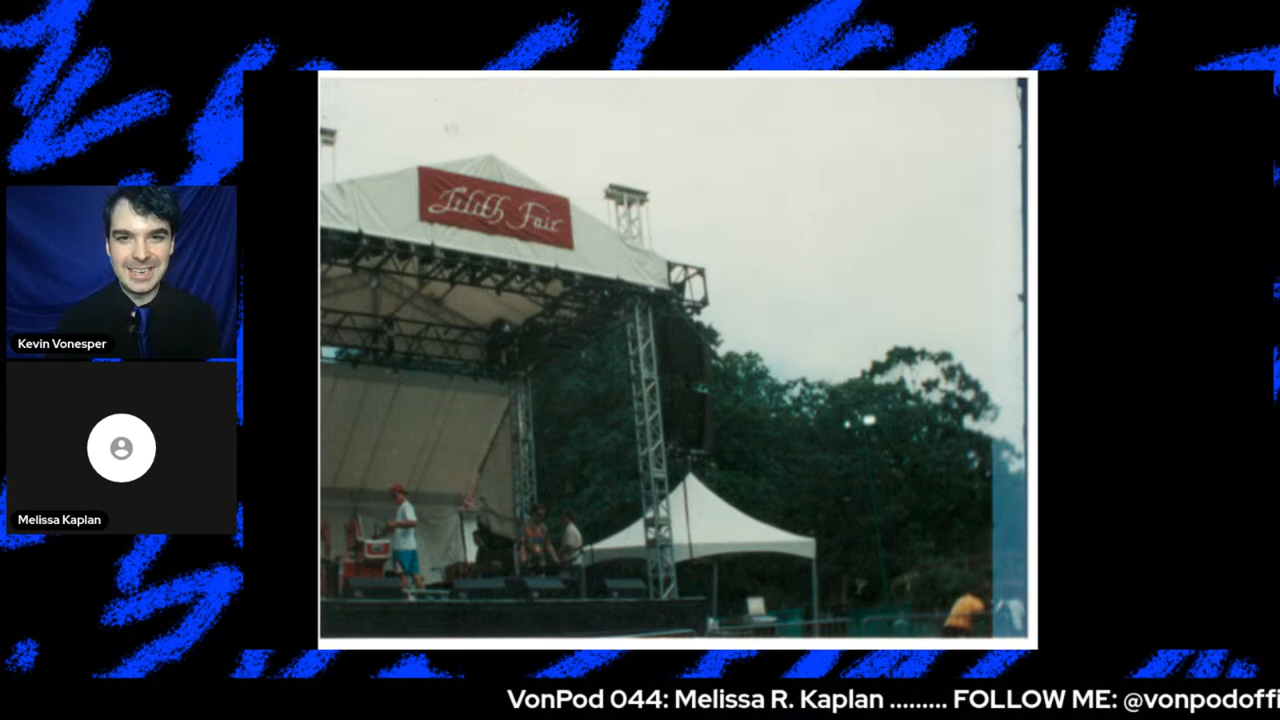 Lilith Fair
Kevin Vonesper
Melissa Kaplan
VonPod 044: Melissa R. Kaplan ......... FOLLOW ME: @vonpodoffi